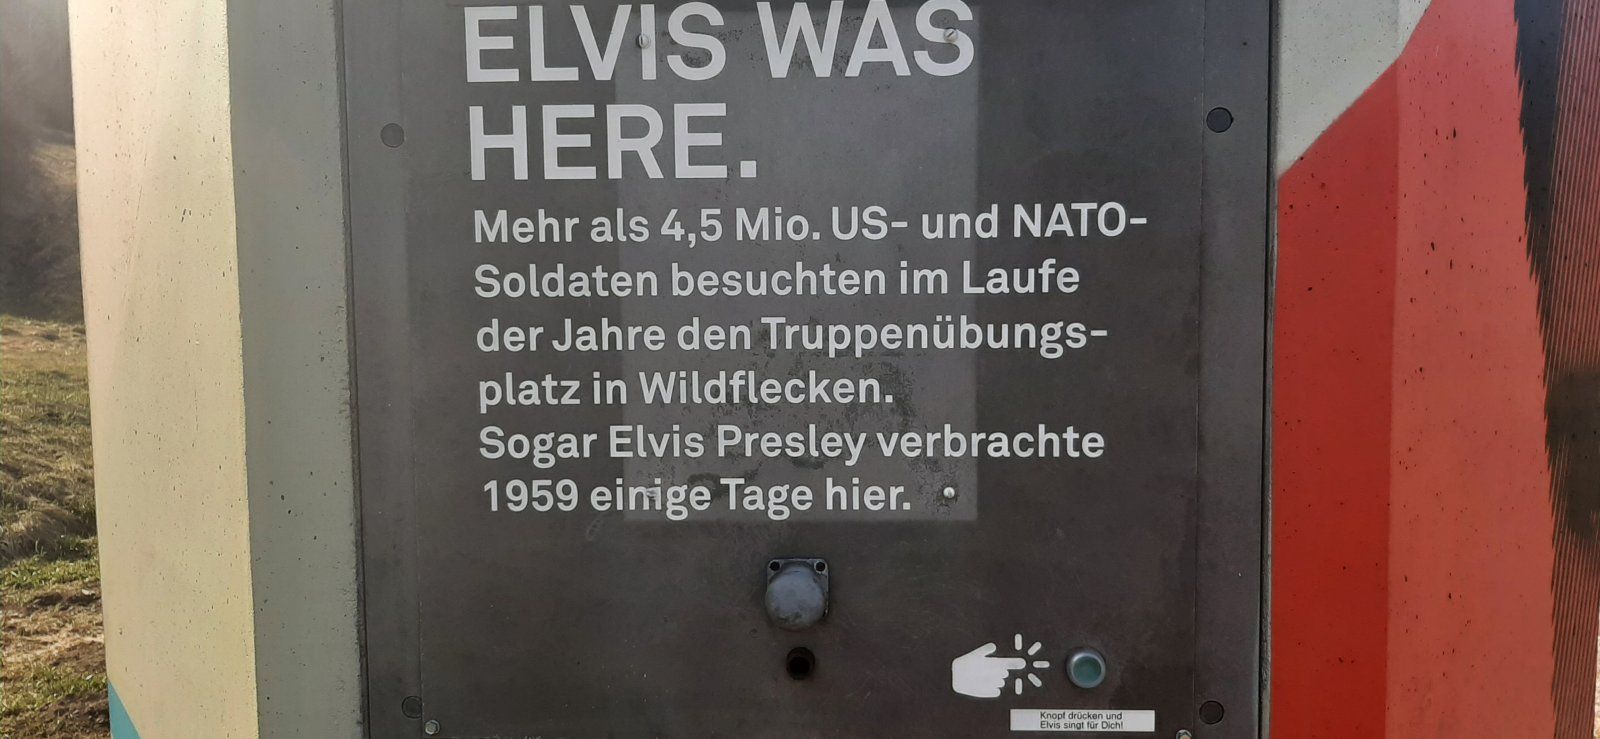 ELVIS WAS
HERE.
Mehr als 4,5 Mio. US- und NATO-
Soldaten besuchten im Laufe
der Jahre den Truppenübungs-
platz in Wildflecken.
Sogar Elvis Presley verbrachte
1959 einige Tage hier.
Knopf drücken und
Elvis singt für Dich!